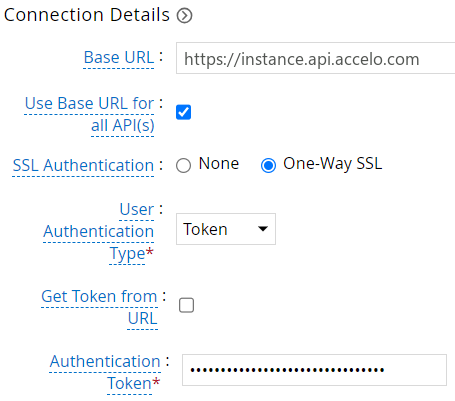 Connection Details
Base URL : https://instance.api.accelo.com
Use Base URL for :
all API(s)
SSL Authentication : None One-Way SSL
User :
Authentication Token
Type*
Get Token from :
URL
Authentication : ••••••••••••••••••••••••••••••••
Token*